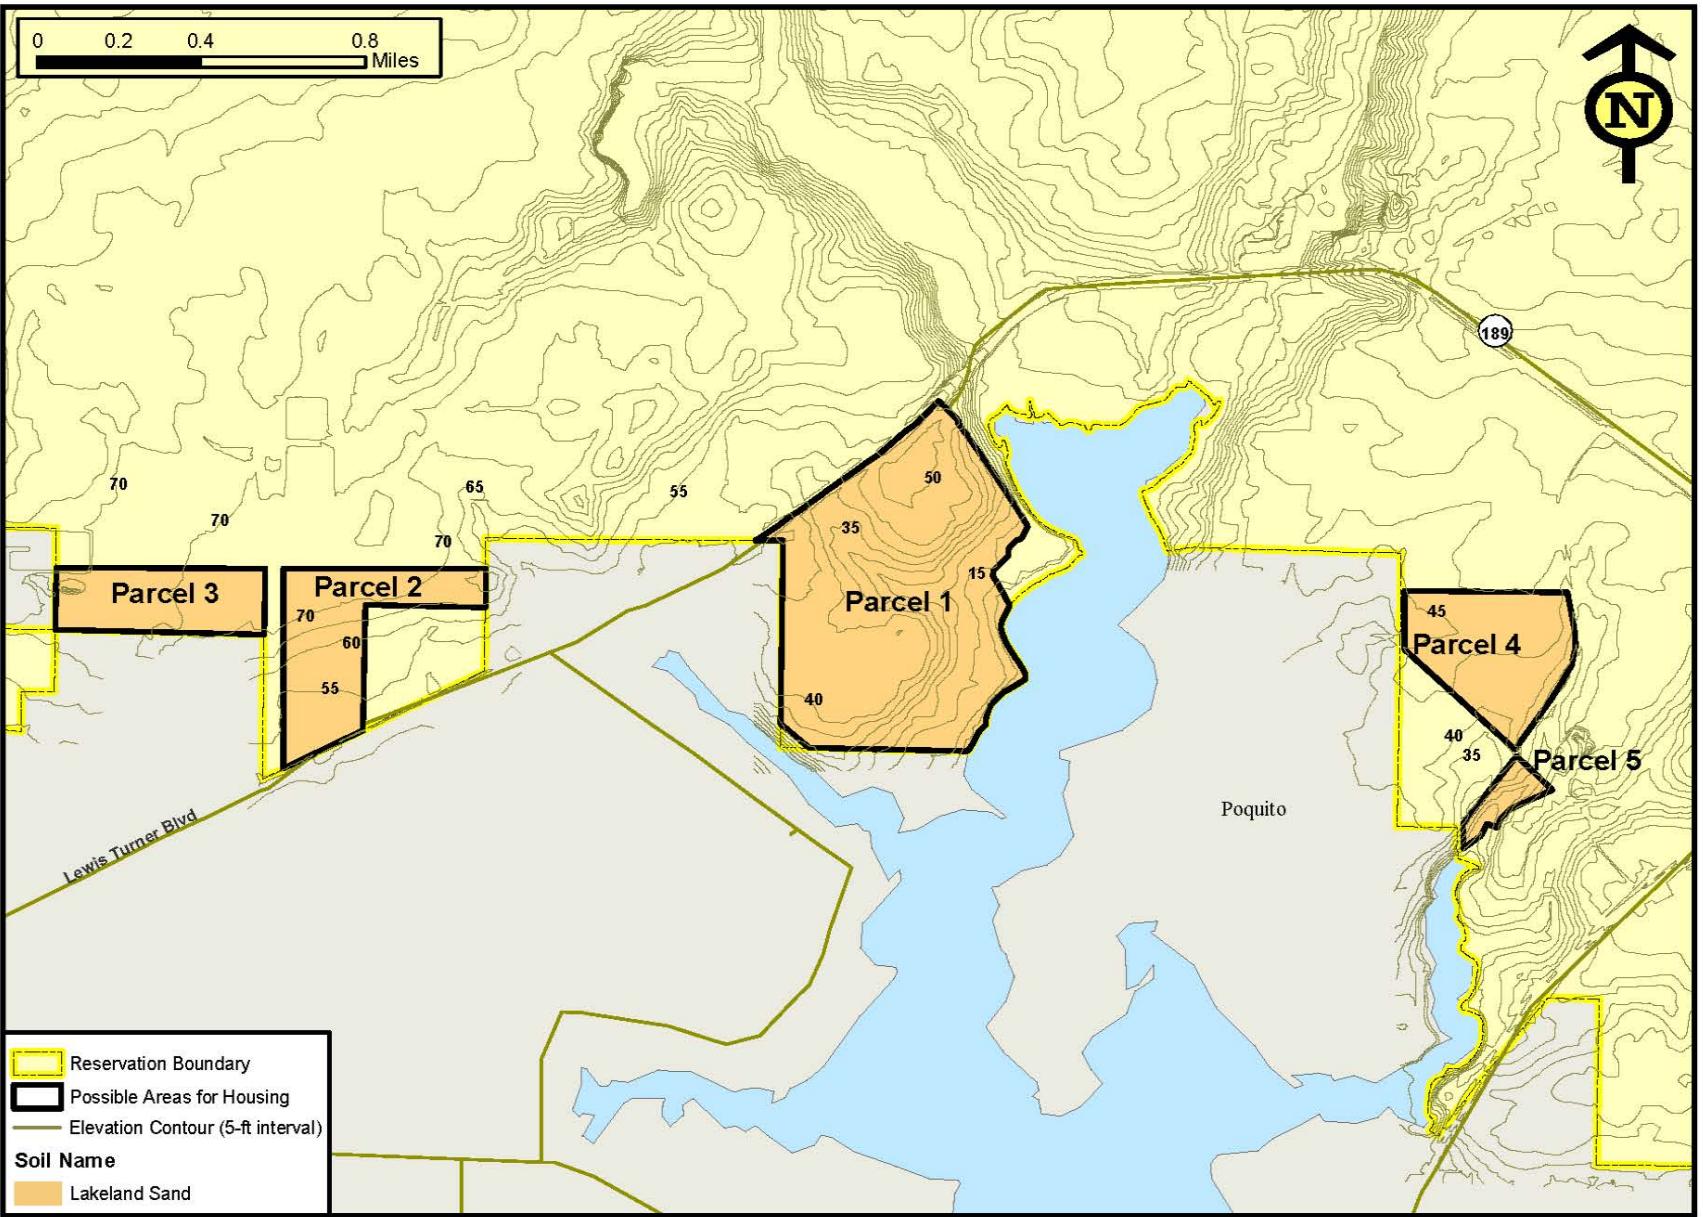 0 0.2 0.4 0.8
Miles
N
189
70
65
55
70
70
50
35
15
Parcel 3
Parcel 2
70
60
55
Parcel 1
40
45
Parcel 4
40
35
Parcel 5
Poquito
Lewis Turner Blvd
Reservation Boundary
Possible Areas for Housing
Elevation Contour (5-ft interval)
Soil Name
Lakeland Sand